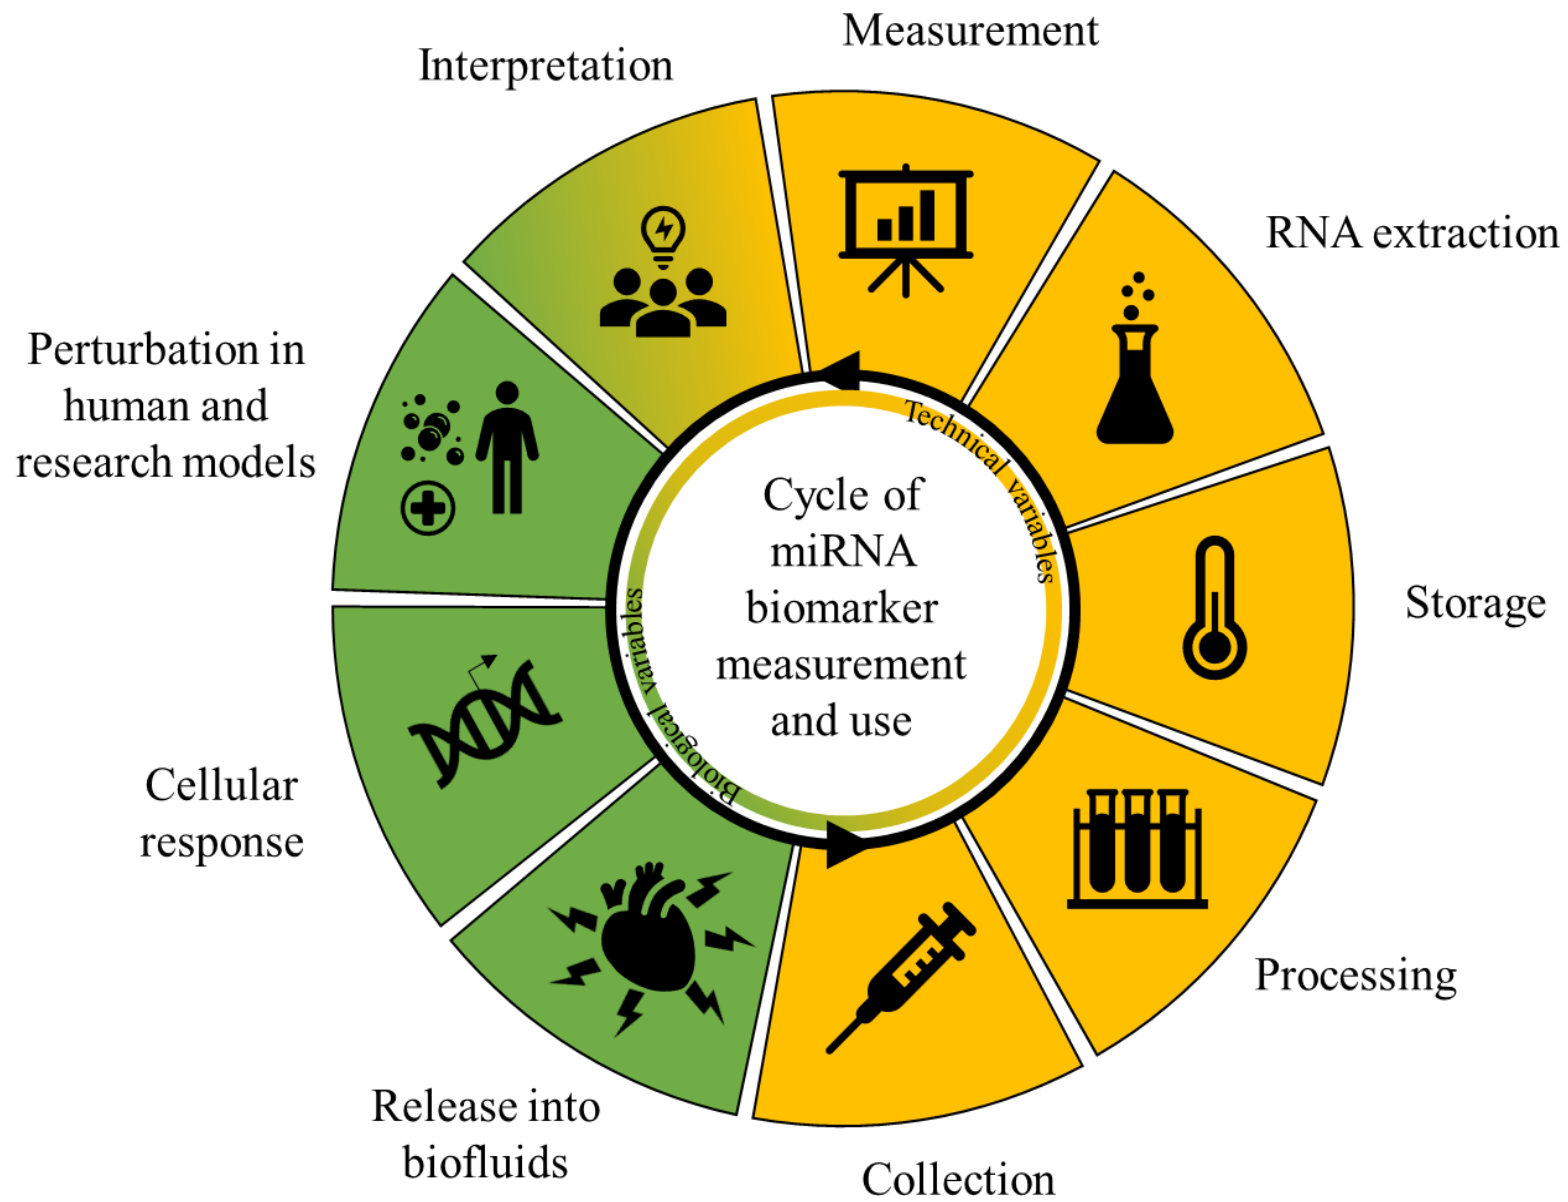 Measurement
Interpretation
RNA extraction
Perturbation in
human and
research models
Technical variables
Cycle of
miRNA
biomarker
measurement
and use
Biological variables
Storage
Cellular
response
Processing
Release into
biofluids
Collection